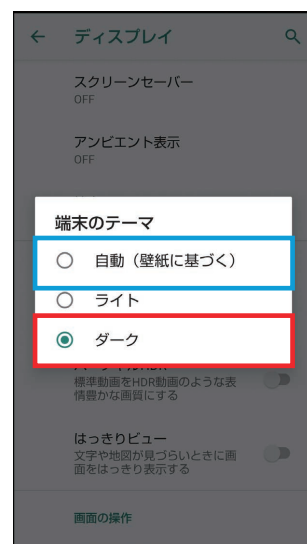 ディスプレイ
スクリーンセーバー
OFF
アンビエント表示
OFF
端末のテーマ
自動（壁紙に基づく）
ライト
ダーク
標準動画をHDR動画のような表
情豊かな画質にする
はっきりビュー
文字や地図が見づらいときに画
面をはっきり表示する
画面の操作